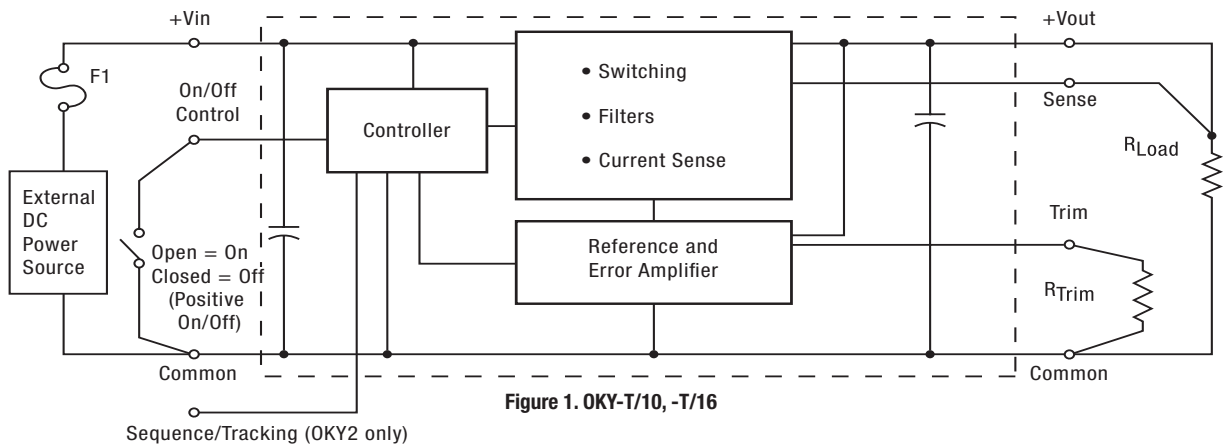 +Vin
+Vout
F1
On/Off
Control
• Switching
• Filters
• Current Sense
Controller
Sense
RLoad
External
DC
Power
Source
Open = On
Closed = Off
(Positive
On/Off)
Reference and
Error Amplifier
Trim
RTrim
Common
Common
Figure 1. OKY-T/10, -T/16
Sequence/Tracking (OKY2 only)